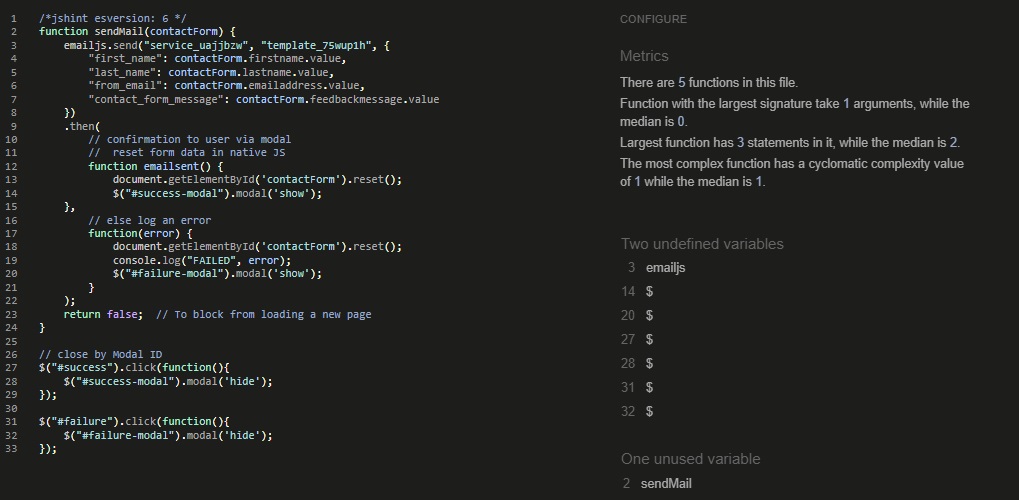 1 /*jshint esversion: 6 */
2 function sendMail(contactForm) {
3 emailjs.send("service_uajjbzw", "template_75wup1h", {
4 "first_name": contactForm.firstname.value,
5 "last_name": contactForm.lastname.value,
6 "from_email": contactForm.emailaddress.value,
7 "contact_form_message": contactForm.feedbackmessage.value
8 })
9 .then(
10 // confirmation to user via modal
11 //  reset form data in native JS
12 function emailsent() {
13 document.getElementById('contactForm').reset();
14 $("#success-modal").modal('show');
15 },
16 // else log an error
17 function(error) {
18 document.getElementById('contactForm').reset();
19 console.log("FAILED", error);
20 $("#failure-modal").modal('show');
21 }
22 );
23 return false;  // To block from loading a new page
24 }
25
26 // close by Modal ID
27 $("#success").click(function(){
28 $("#success-modal").modal('hide');
29 });
30
31 $("#failure").click(function(){
32 $("#failure-modal").modal('hide');
33 });
CONFIGURE
Metrics
There are 5 functions in this file.
Function with the largest signature take 1 arguments, while the
median is 0.
Largest function has 3 statements in it, while the median is 2.
The most complex function has a cyclomatic complexity value
of 1 while the median is 1.
Two undefined variables
3 emailjs
14 $
20 $
27 $
28 $
31 $
32 $
One unused variable
2 sendMail